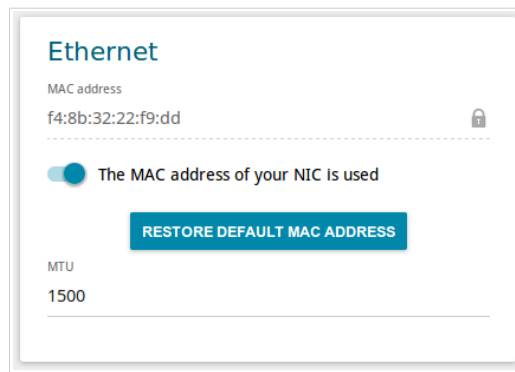 Ethernet
MAC address
f4:8b:32:22:f9:dd
The MAC address of your NIC is used
RESTORE DEFAULT MAC ADDRESS
MTU
1500